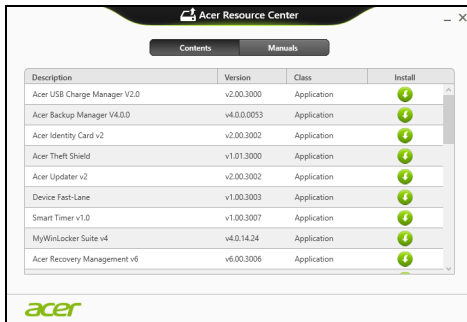 Acer Resource Center
Contents Manuals
Description Version Class Install
Acer USB Charge Manager V2.0 v2.00.3000 Application
Acer Backup Manager V4.0.0 v4.0.0.0053 Application
Acer Identity Card v2 v2.00.3002 Application
Acer Theft Shield v1.01.3000 Application
Acer Updater v2 v2.00.3002 Application
Device Fast-Lane v1.00.3003 Application
Smart Timer v1.0 v1.00.3007 Application
MyWinLocker Suite v4 v4.0.14.24 Application
Acer Recovery Management v6 v6.00.3006 Application
acer